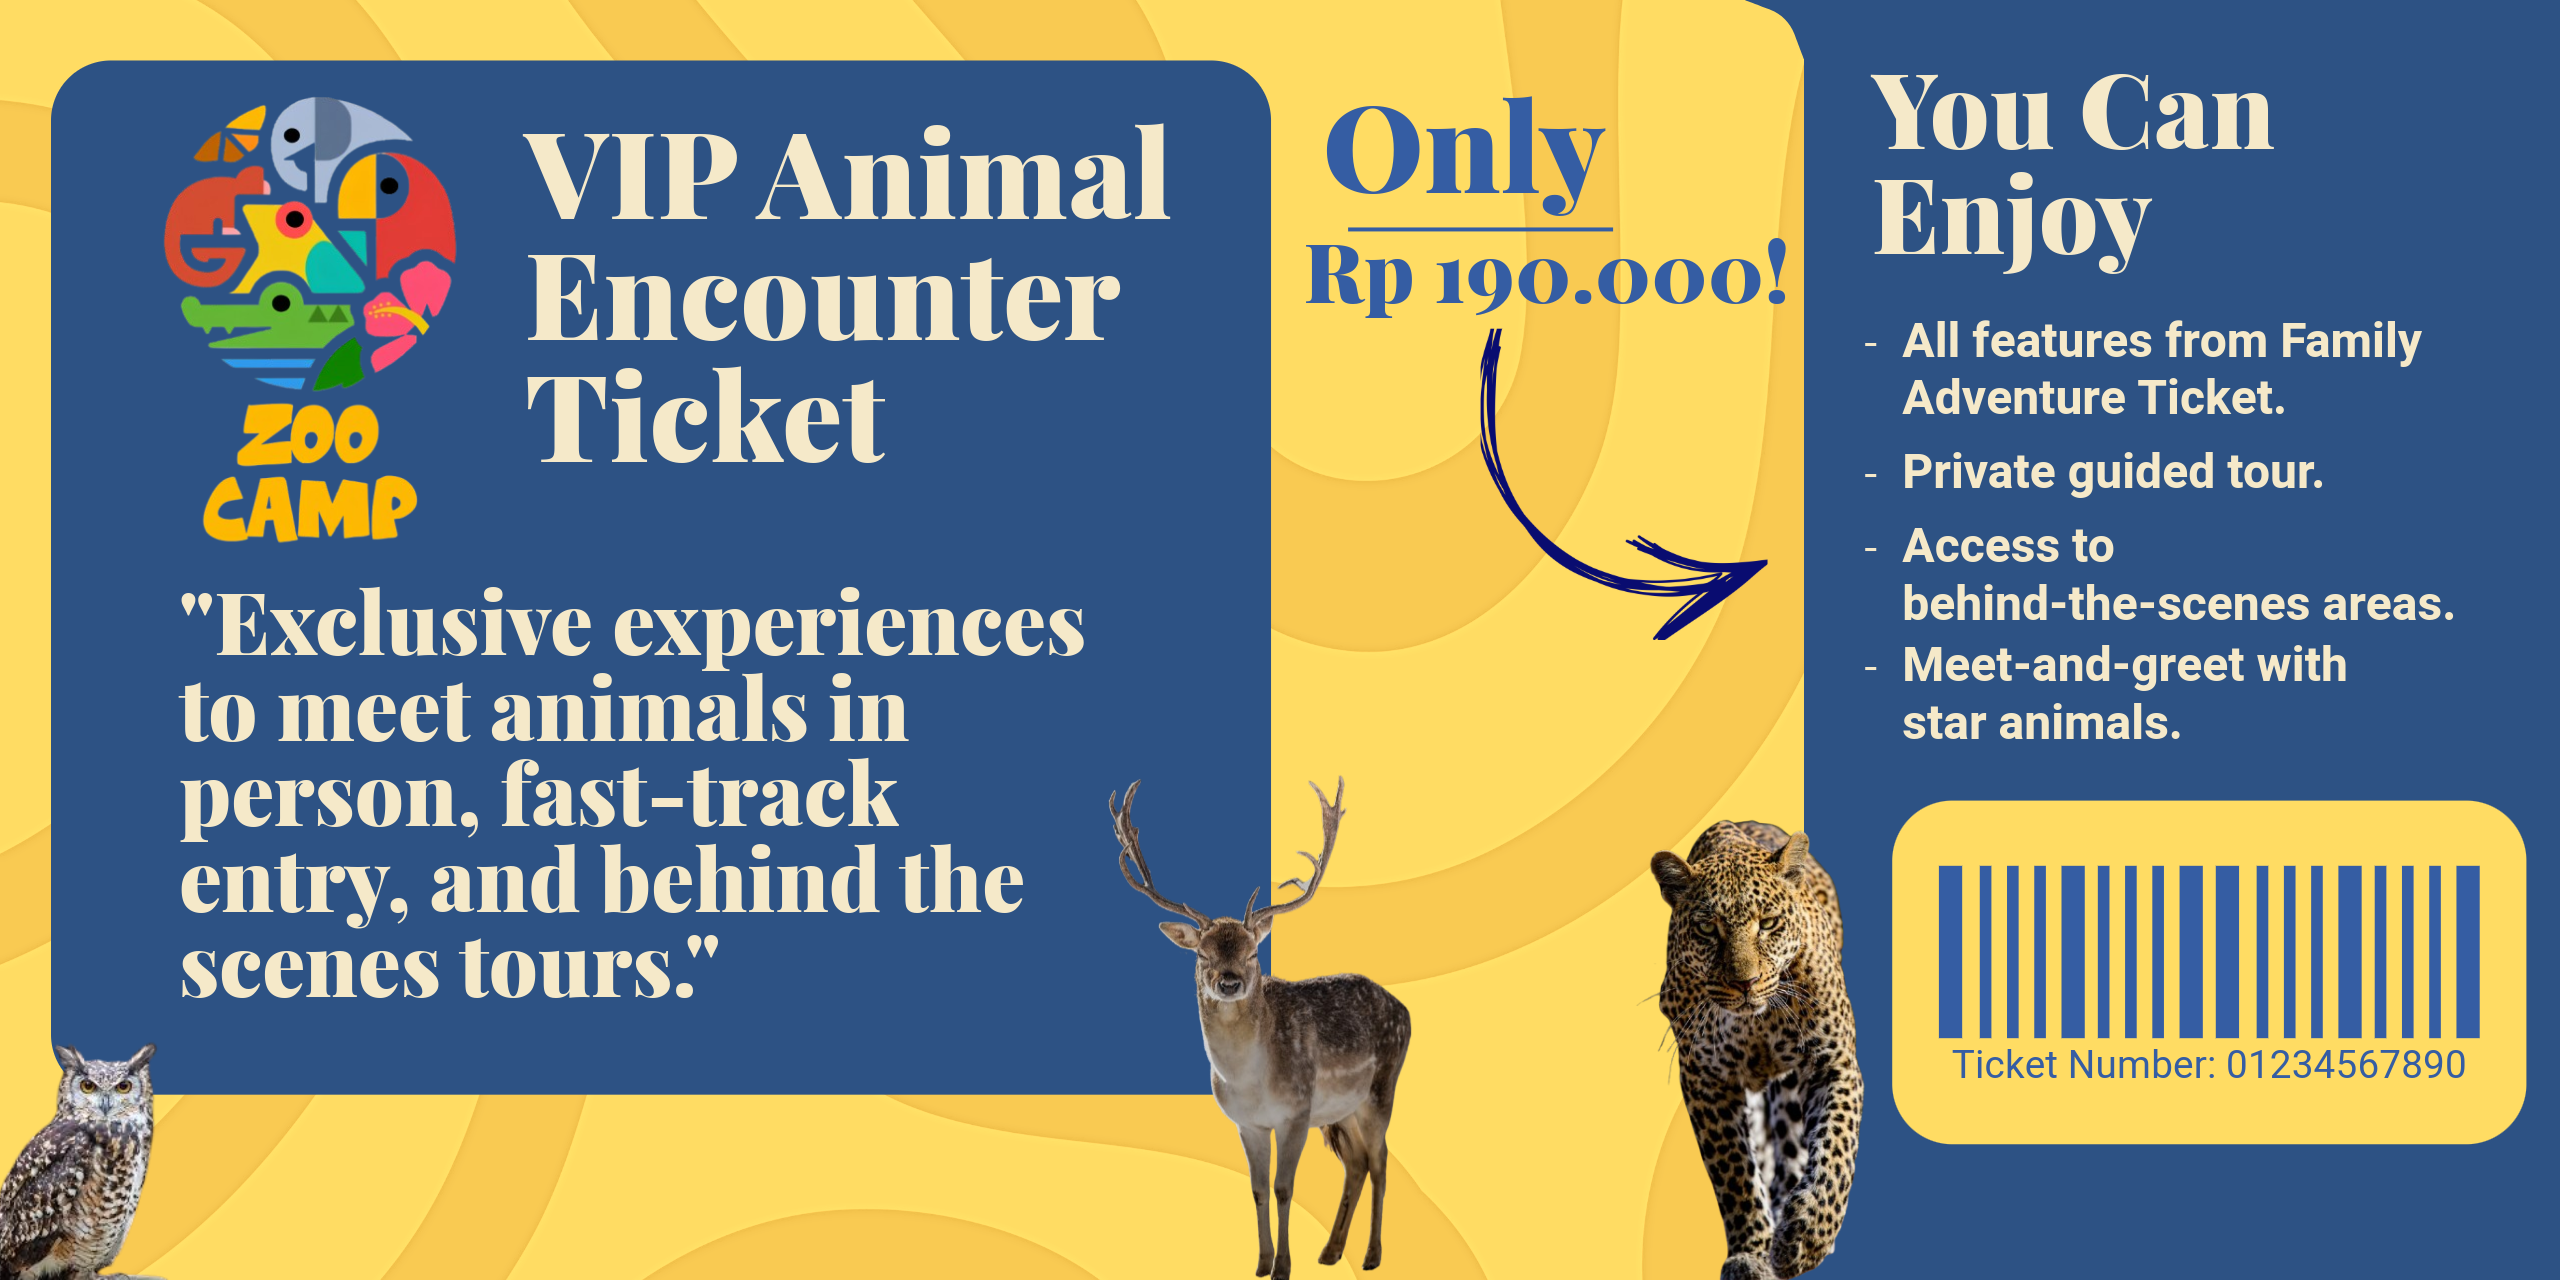 ZOO
CAMP
VIP Animal
Encounter
Ticket
"Exclusive experiences
to meet animals in
person, fast-track
entry, and behind the
scenes tours."
Only
Rp 190.000!
You Can
Enjoy
- All features from Family
Adventure Ticket.
- Private guided tour.
- Access to
behind-the-scenes areas.
- Meet-and-greet with
star animals.
Ticket Number: 01234567890